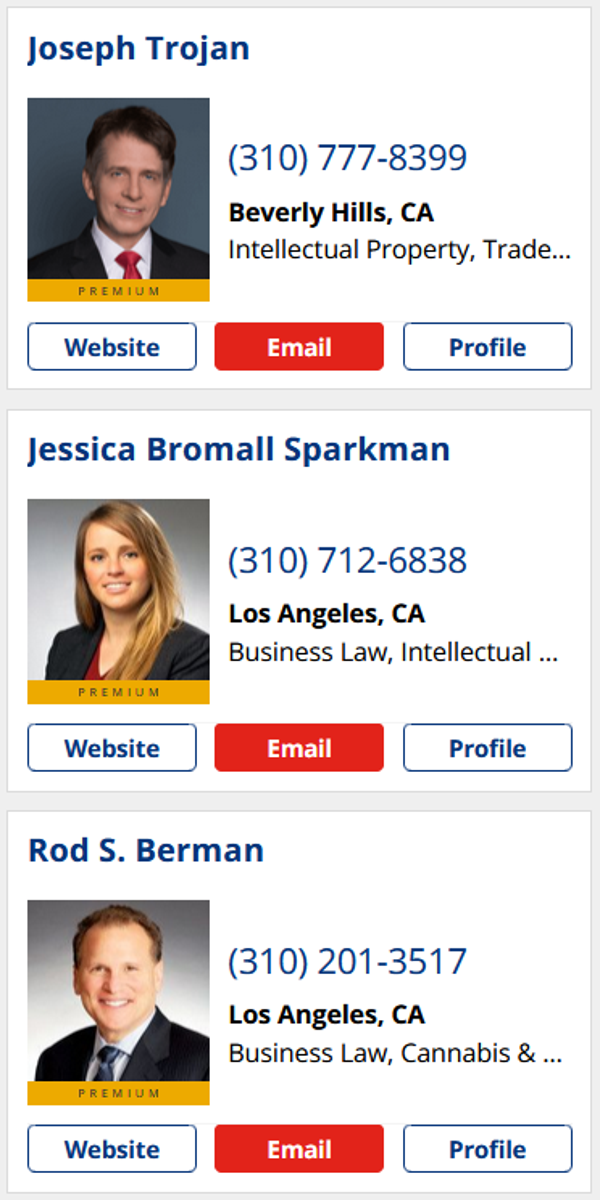 Joseph Trojan
(310) 777-8399
Beverly Hills, CA
Intellectual Property, Trade...
PREMIUM
Website Email Profile
Jessica Bromall Sparkman
(310) 712-6838
Los Angeles, CA
Business Law, Intellectual ...
PREMIUM
Website Email Profile
Rod S. Berman
(310) 201-3517
Los Angeles, CA
Business Law, Cannabis & ...
PREMIUM
Website Email Profile